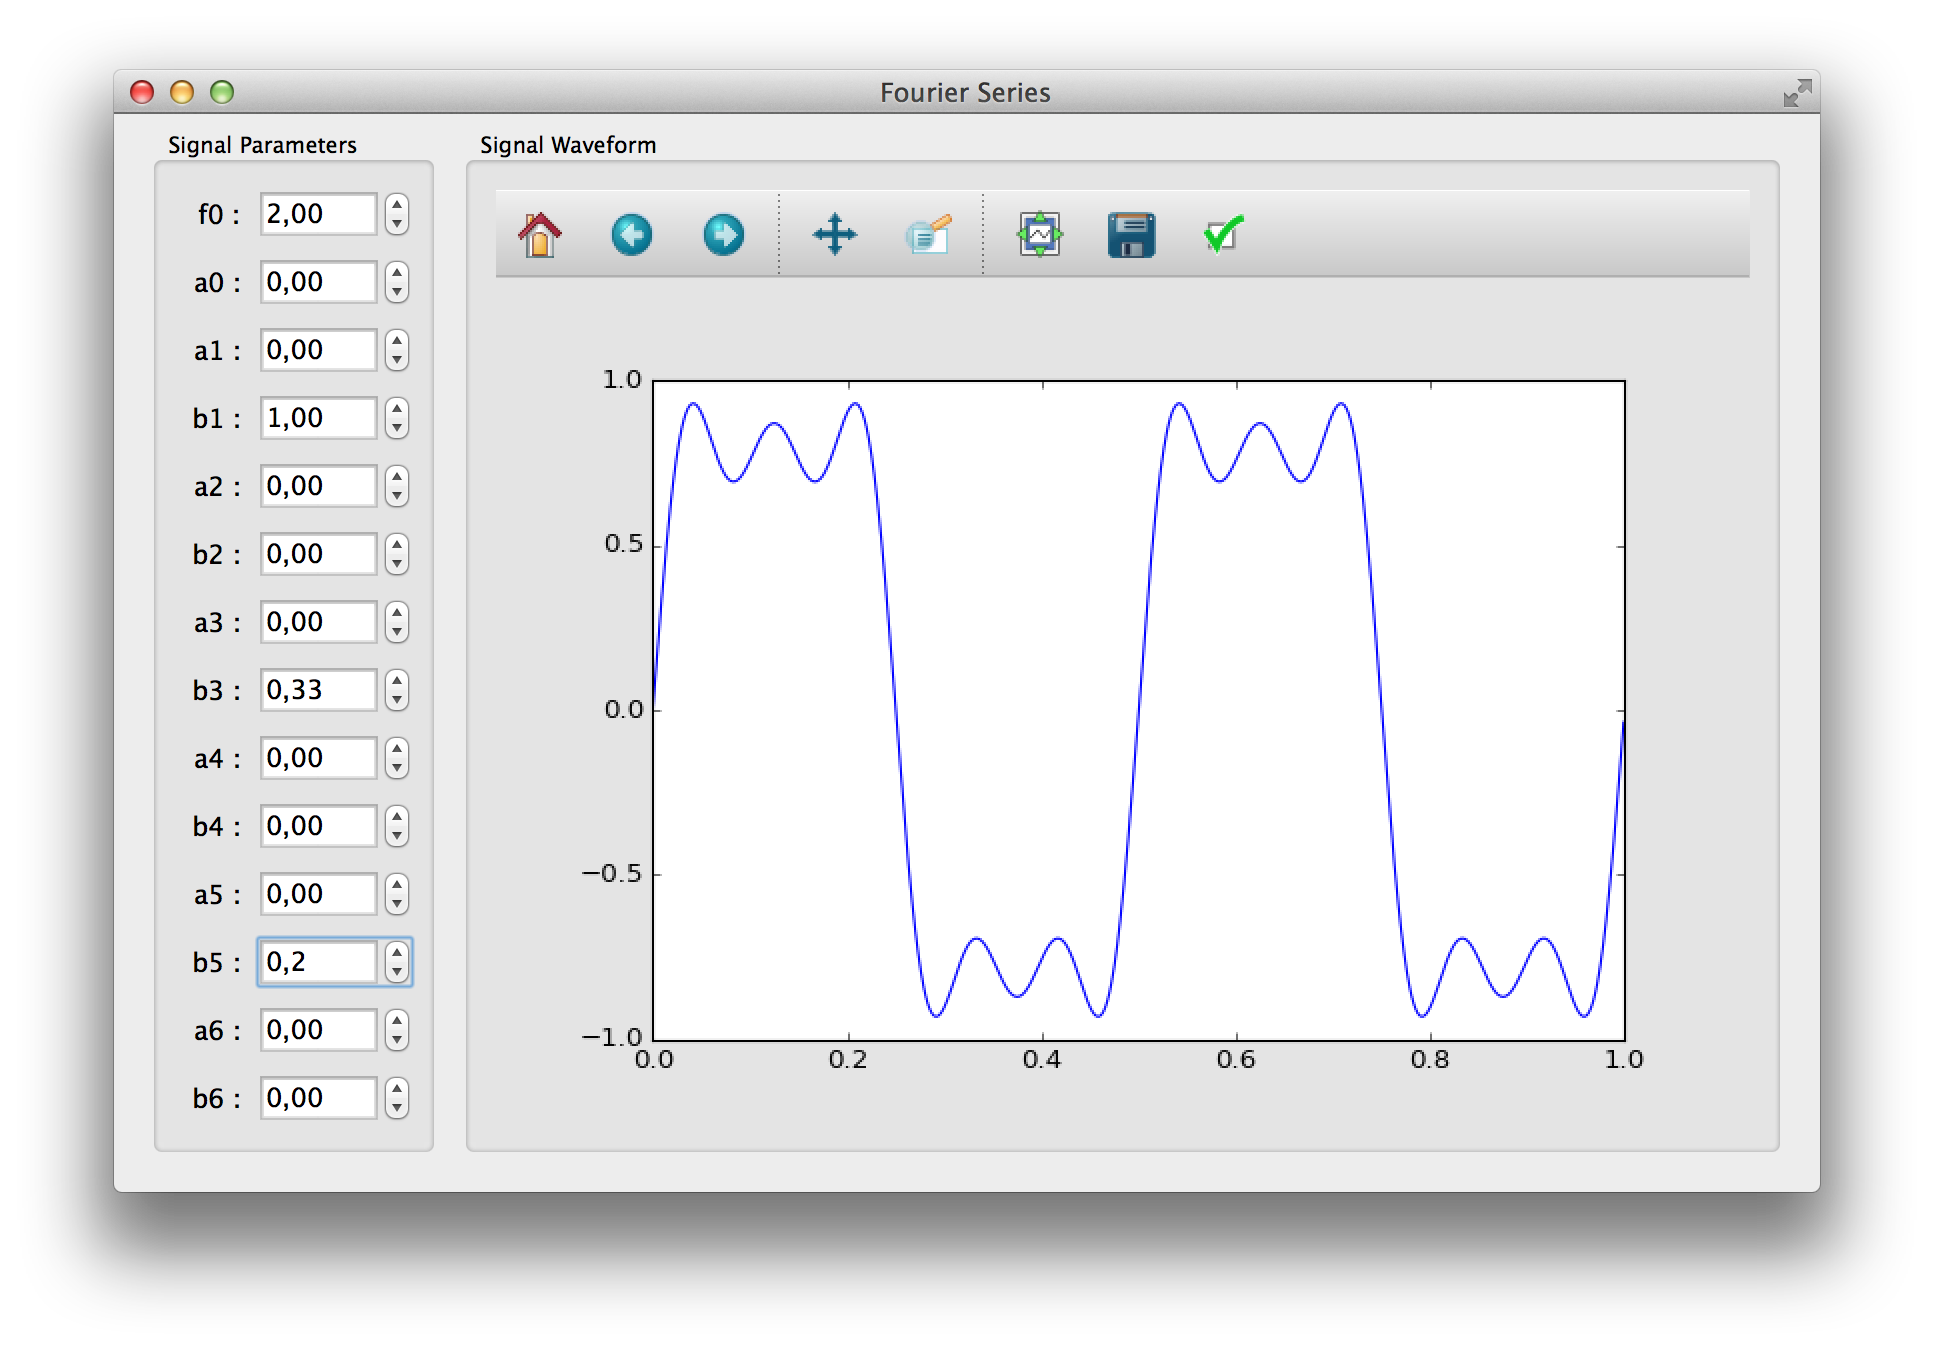 Fourier Series
Signal Parameters
f0 : 2,00
a0 : 0,00
a1 : 0,00
b1 : 1,00
a2 : 0,00
b2 : 0,00
a3 : 0,00
b3 : 0,33
a4 : 0,00
b4 : 0,00
a5 : 0,00
b5 : 0,2
a6 : 0,00
b6 : 0,00
Signal Waveform
1.0
0.5
0.0
−0.5
−1.0
0.0 0.2 0.4 0.6 0.8 1.0